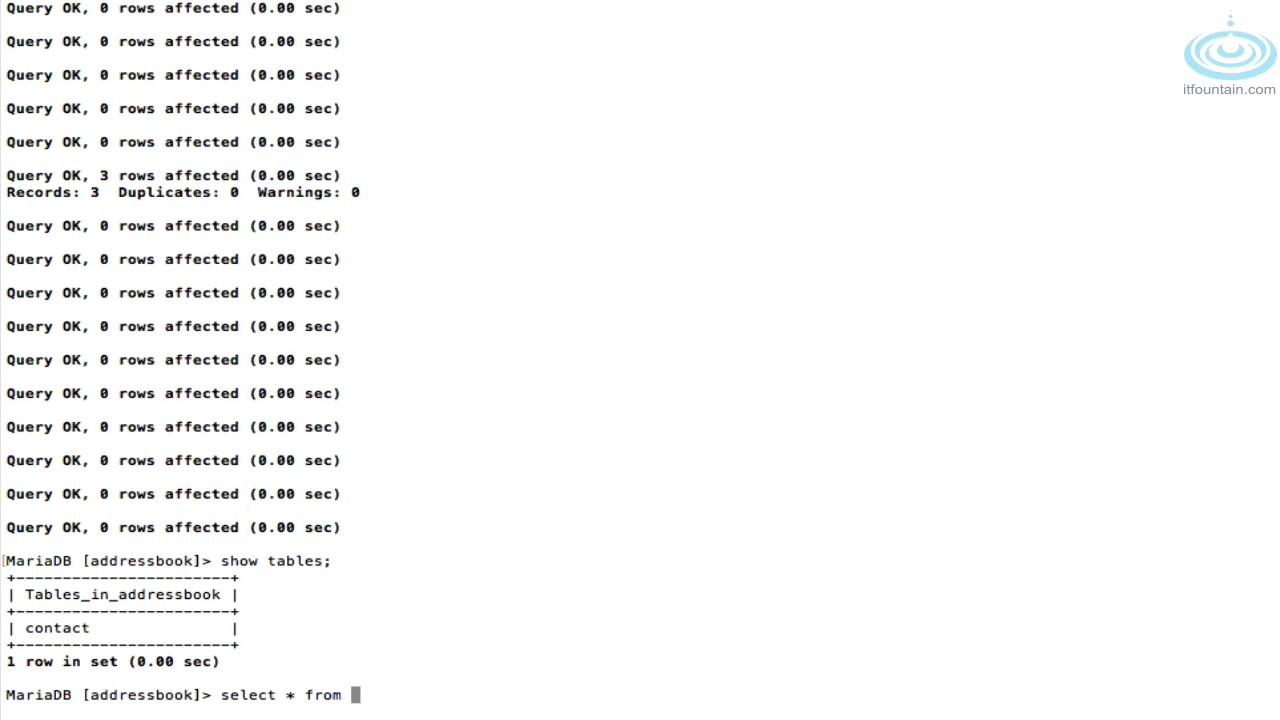 Query OK, 0 rows affected (0.00 sec)
Query OK, 0 rows affected (0.00 sec)
Query OK, 0 rows affected (0.00 sec)
Query OK, 0 rows affected (0.00 sec)
Query OK, 0 rows affected (0.00 sec)
Query OK, 3 rows affected (0.00 sec)
Records: 3  Duplicates: 0  Warnings: 0
Query OK, 0 rows affected (0.00 sec)
Query OK, 0 rows affected (0.00 sec)
Query OK, 0 rows affected (0.00 sec)
Query OK, 0 rows affected (0.00 sec)
Query OK, 0 rows affected (0.00 sec)
Query OK, 0 rows affected (0.00 sec)
Query OK, 0 rows affected (0.00 sec)
Query OK, 0 rows affected (0.00 sec)
Query OK, 0 rows affected (0.00 sec)
Query OK, 0 rows affected (0.00 sec)
[MariaDB [addressbook]> show tables;
+-----------------------+
| Tables_in_addressbook |
+-----------------------+
| contact               |
+-----------------------+
1 row in set (0.00 sec)
MariaDB [addressbook]> select * from
itfountain.com